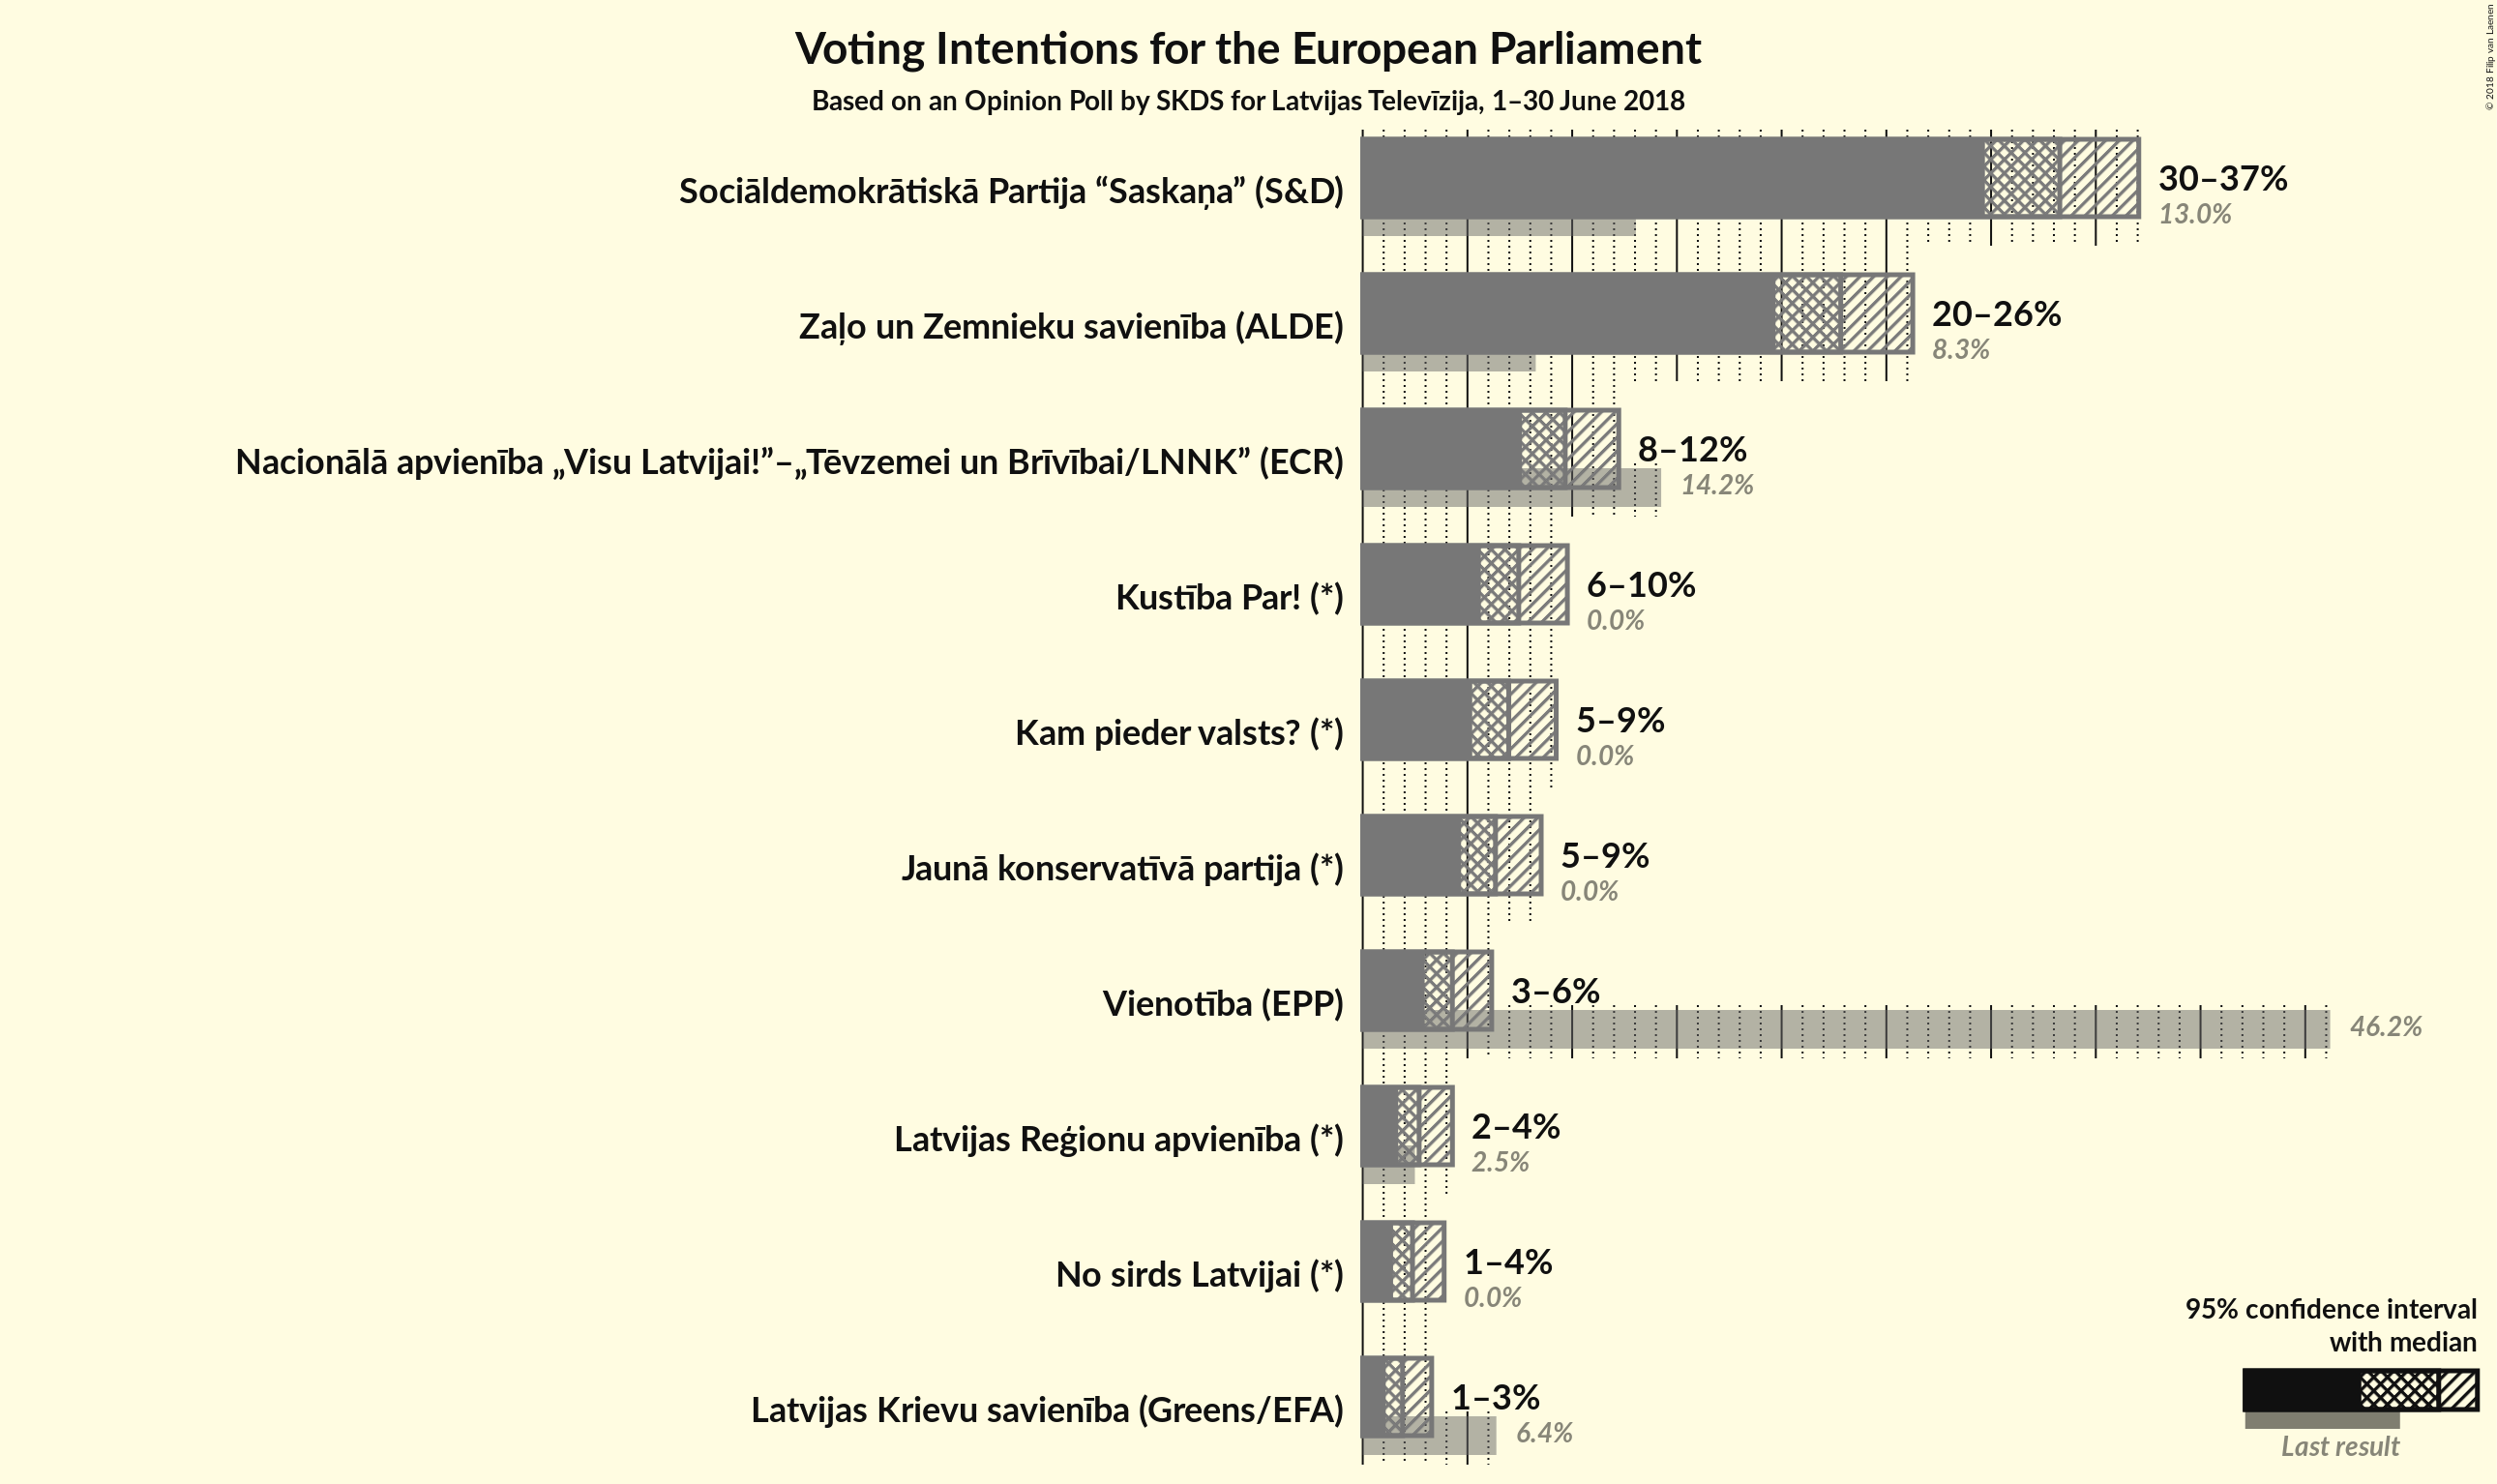 Voting Intentions for the European Parliament
Based on an Opinion Poll by SKDS for Latvijas Televīzija, 1–30 June 2018
© 2018 Filip van Laenen
Sociāldemokrātiskā Partija “Saskaņa” (S&D)
30–37%
13.0%
Zaļo un Zemnieku savienība (ALDE)
20–26%
8.3%
Nacionālā apvienība „Visu Latvijai!”–„Tēvzemei un Brīvībai/LNNK” (ECR)
8–12%
14.2%
Kustība Par! (*)
6–10%
0.0%
Kam pieder valsts? (*)
5–9%
0.0%
Jaunā konservatīvā partija (*)
5–9%
0.0%
Vienotība (EPP)
3–6%
46.2%
Latvijas Reģionu apvienība (*)
2–4%
2.5%
No sirds Latvijai (*)
1–4%
0.0%
Latvijas Krievu savienība (Greens/EFA)
1–3%
6.4%
95% confidence interval
with median
Last result